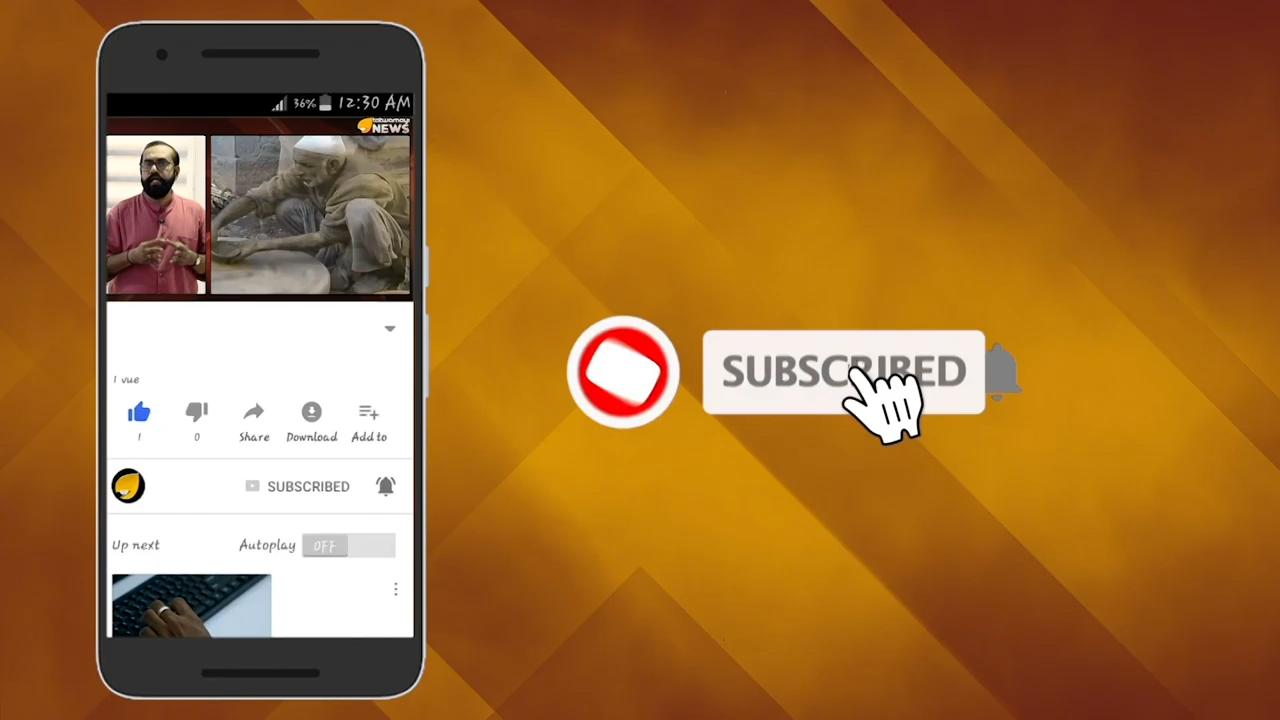 36% 12:30 AM
tatwamayi
NEWS
1 vue
1
0
Share
Download
Add to
SUBSCRIBED
Up next
Autoplay
OFF
SUBSCRIBED